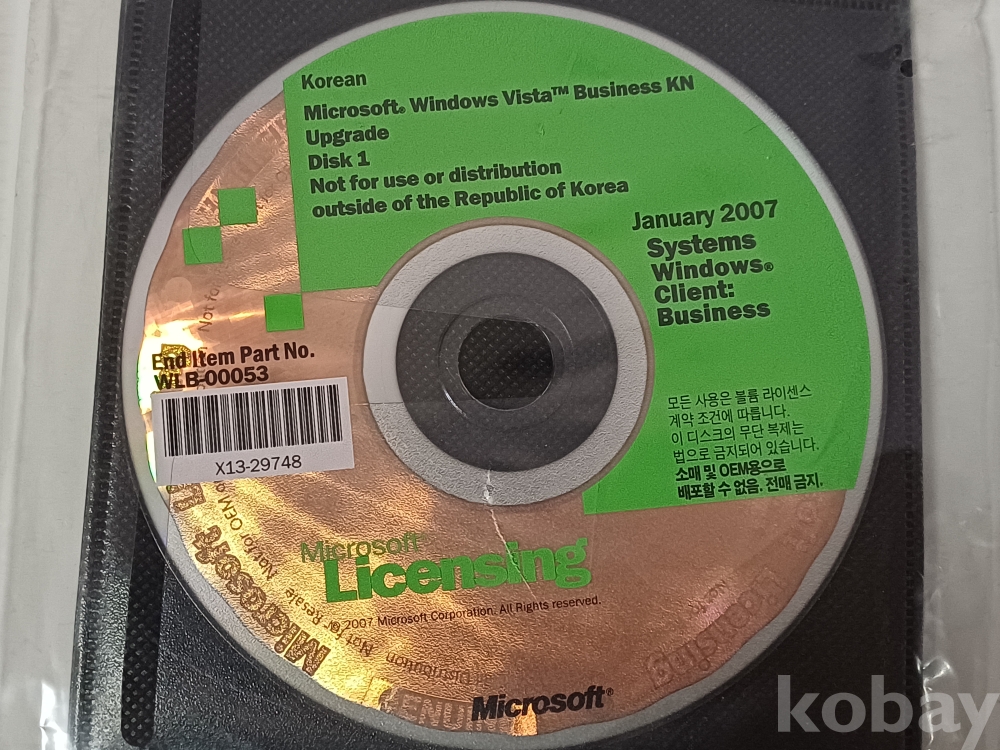 Korean
Microsoft® Windows Vista™ Business KN
Upgrade
Disk 1
Not for use or distribution
outside of the Republic of Korea
January 2007
Systems
Windows®
Client:
Business
End Item Part No.
WLB-00053
X13-29748
모든 사용은 볼륨 라이센스
계약 조건에 따릅니다.
이 디스크의 무단 복제는
법으로 금지되어 있습니다.
소매 및 OEM용으로
배포할 수 없음. 전매 금지.
Microsoft®
Licensing
© 2007 Microsoft Corporation. All Rights reserved.
Microsoft
Not for Resale
Distribution
Microsoft®
kobay